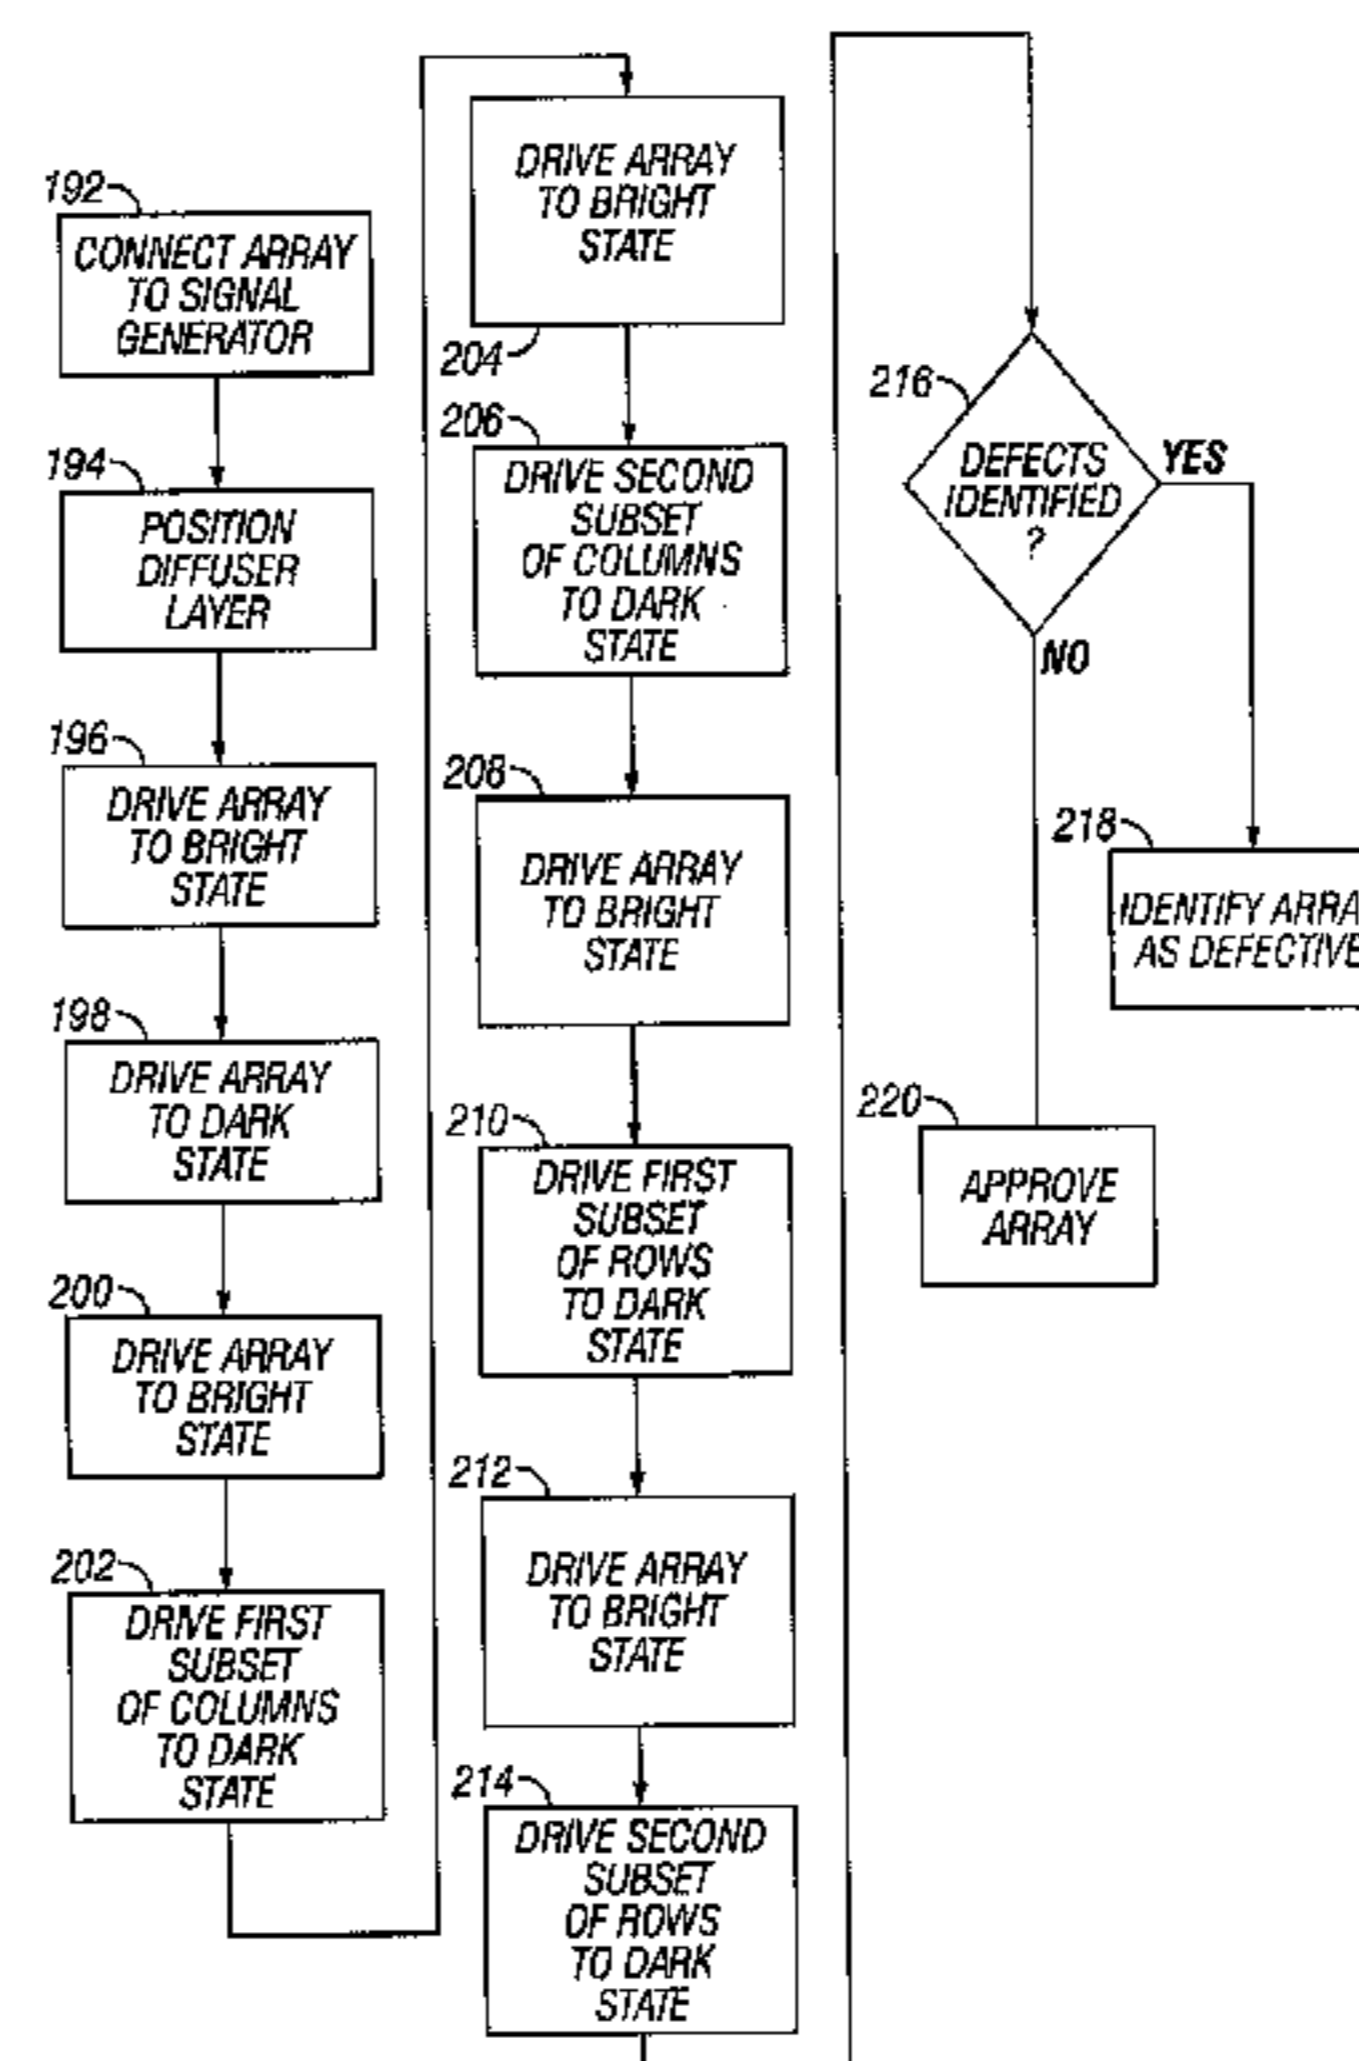 192
CONNECT ARRAY
TO SIGNAL
GENERATOR
194
POSITION
DIFFUSER
LAYER
196
DRIVE ARRAY
TO BRIGHT
STATE
198
DRIVE ARRAY
TO DARK
STATE
200
DRIVE ARRAY
TO BRIGHT
STATE
202
DRIVE FIRST
SUBSET
OF COLUMNS
TO DARK
STATE
DRIVE ARRAY
TO BRIGHT
STATE
204
206
DRIVE SECOND
SUBSET
OF COLUMNS
TO DARK
STATE
208
DRIVE ARRAY
TO BRIGHT
STATE
210
DRIVE FIRST
SUBSET
OF ROWS
TO DARK
STATE
212
DRIVE ARRAY
TO BRIGHT
STATE
214
DRIVE SECOND
SUBSET
OF ROWS
TO DARK
STATE
216
DEFECTS
IDENTIFIED
?
YES
NO
218
IDENTIFY ARRA
AS DEFECTIVE
220
APPROVE
ARRAY